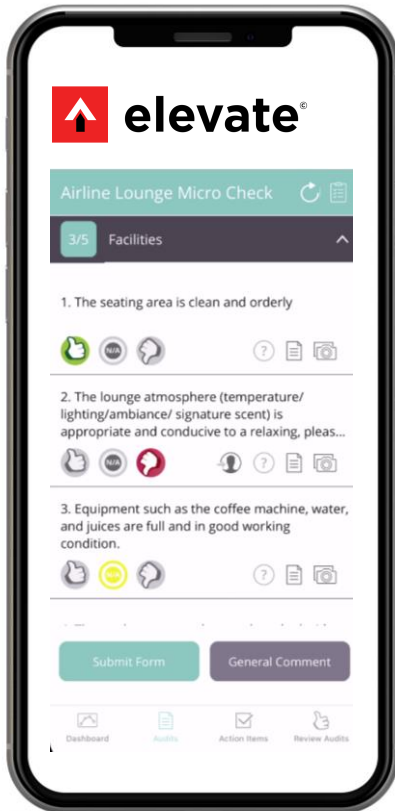 elevate©
Airline Lounge Micro Check
3/5 Facilities
1. The seating area is clean and orderly
N/A
?
2. The lounge atmosphere (temperature/
lighting/ambiance/ signature scent) is
appropriate and conducive to a relaxing, pleas...
N/A
?
3. Equipment such as the coffee machine, water,
and juices are full and in good working
condition.
N/A
?
Submit Form General Comment
Dashboard Audits Action Items Review Audits